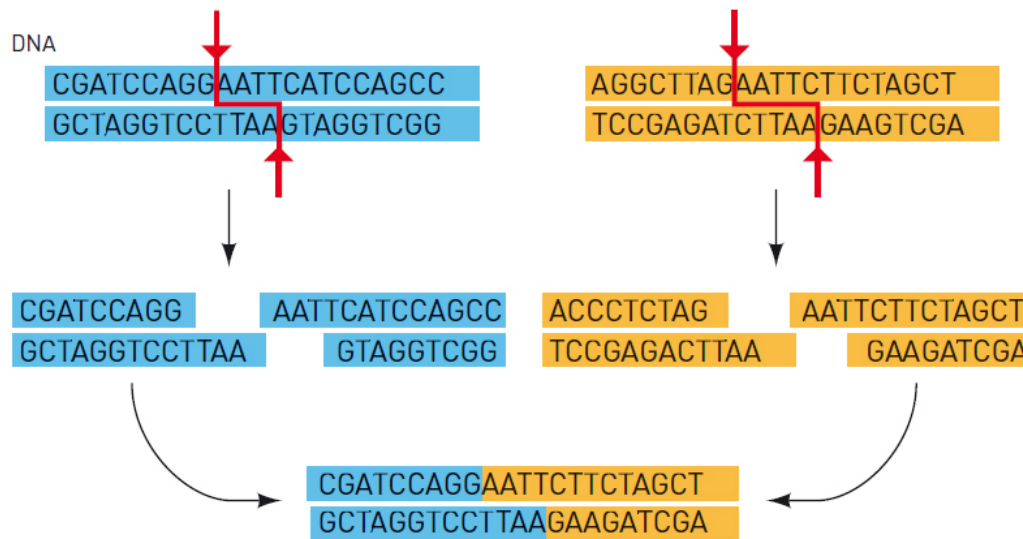 DNA
CGATCCAGGAATTCATCCAGCC
GCTAGGTCCTTAAGTAGGTCGG
AGGCTTAGAATTCTTCTAGCT
TCCGAGATCTTAAGAAGTCGA
CGATCCAGG
AATTCATCCAGCC
GCTAGGTCCTTAA
GTAGGTCGG
ACCCTCTAG
AATTCTTCTAGCT
TCCGAGACTTAA
GAAGATCGA
CGATCCAGGAATTCTTCTAGCT
GCTAGGTCCTTAAGAAGATCGA